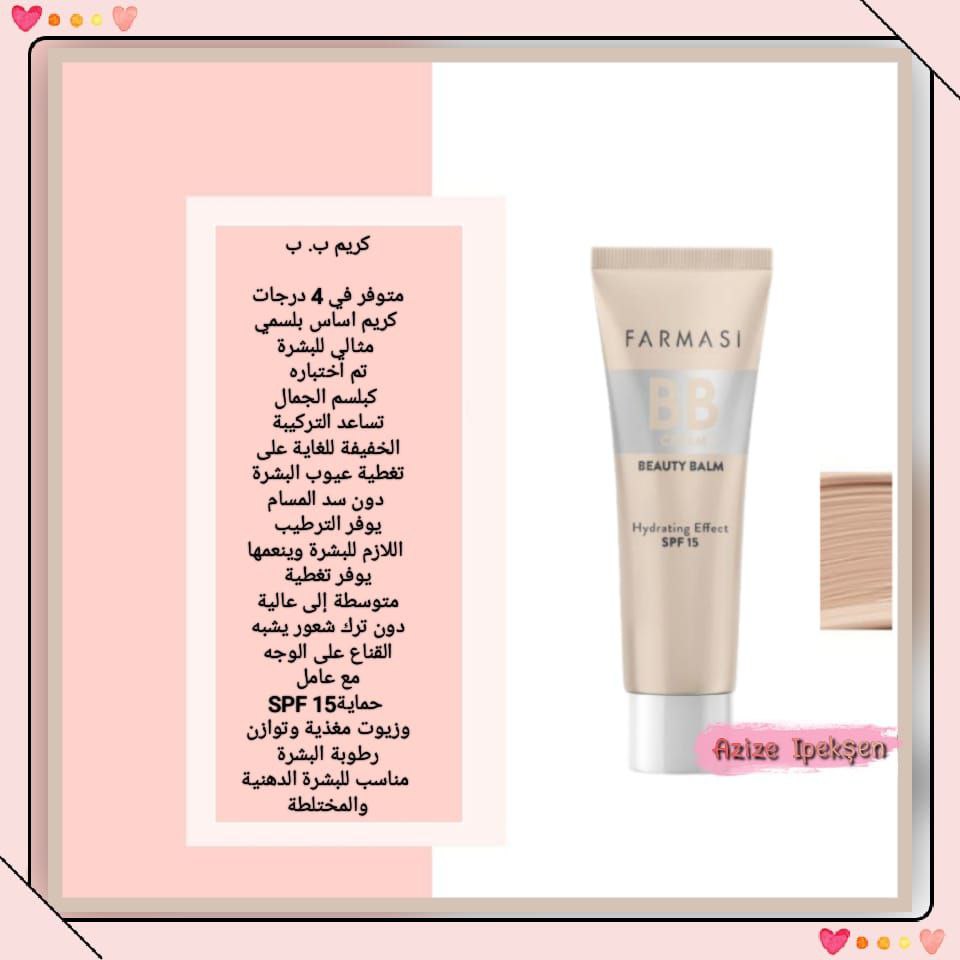 كريم ب. ب
متوفر في 4 درجات
كريم اساس بلسمي
مثالي للبشرة
تم أختباره
كبلسم الجمال
تساعد التركيبة
الخفيفة للغاية على
تغطية عيوب البشرة
دون سد المسام
يوفر الترطيب
اللازم للبشرة وينعمها
يوفر تغطية
متوسطة إلى عالية
دون ترك شعور يشبه
القناع على الوجه
مع عامل
حمايةSPF 15
وزيوت مغذية وتوازن
رطوبة البشرة
مناسب للبشرة الدهنية
والمختلطة
FARMASI
BB
CREAM
BEAUTY BALM
Hydrating Effect
SPF 15
Azize Ipekşen